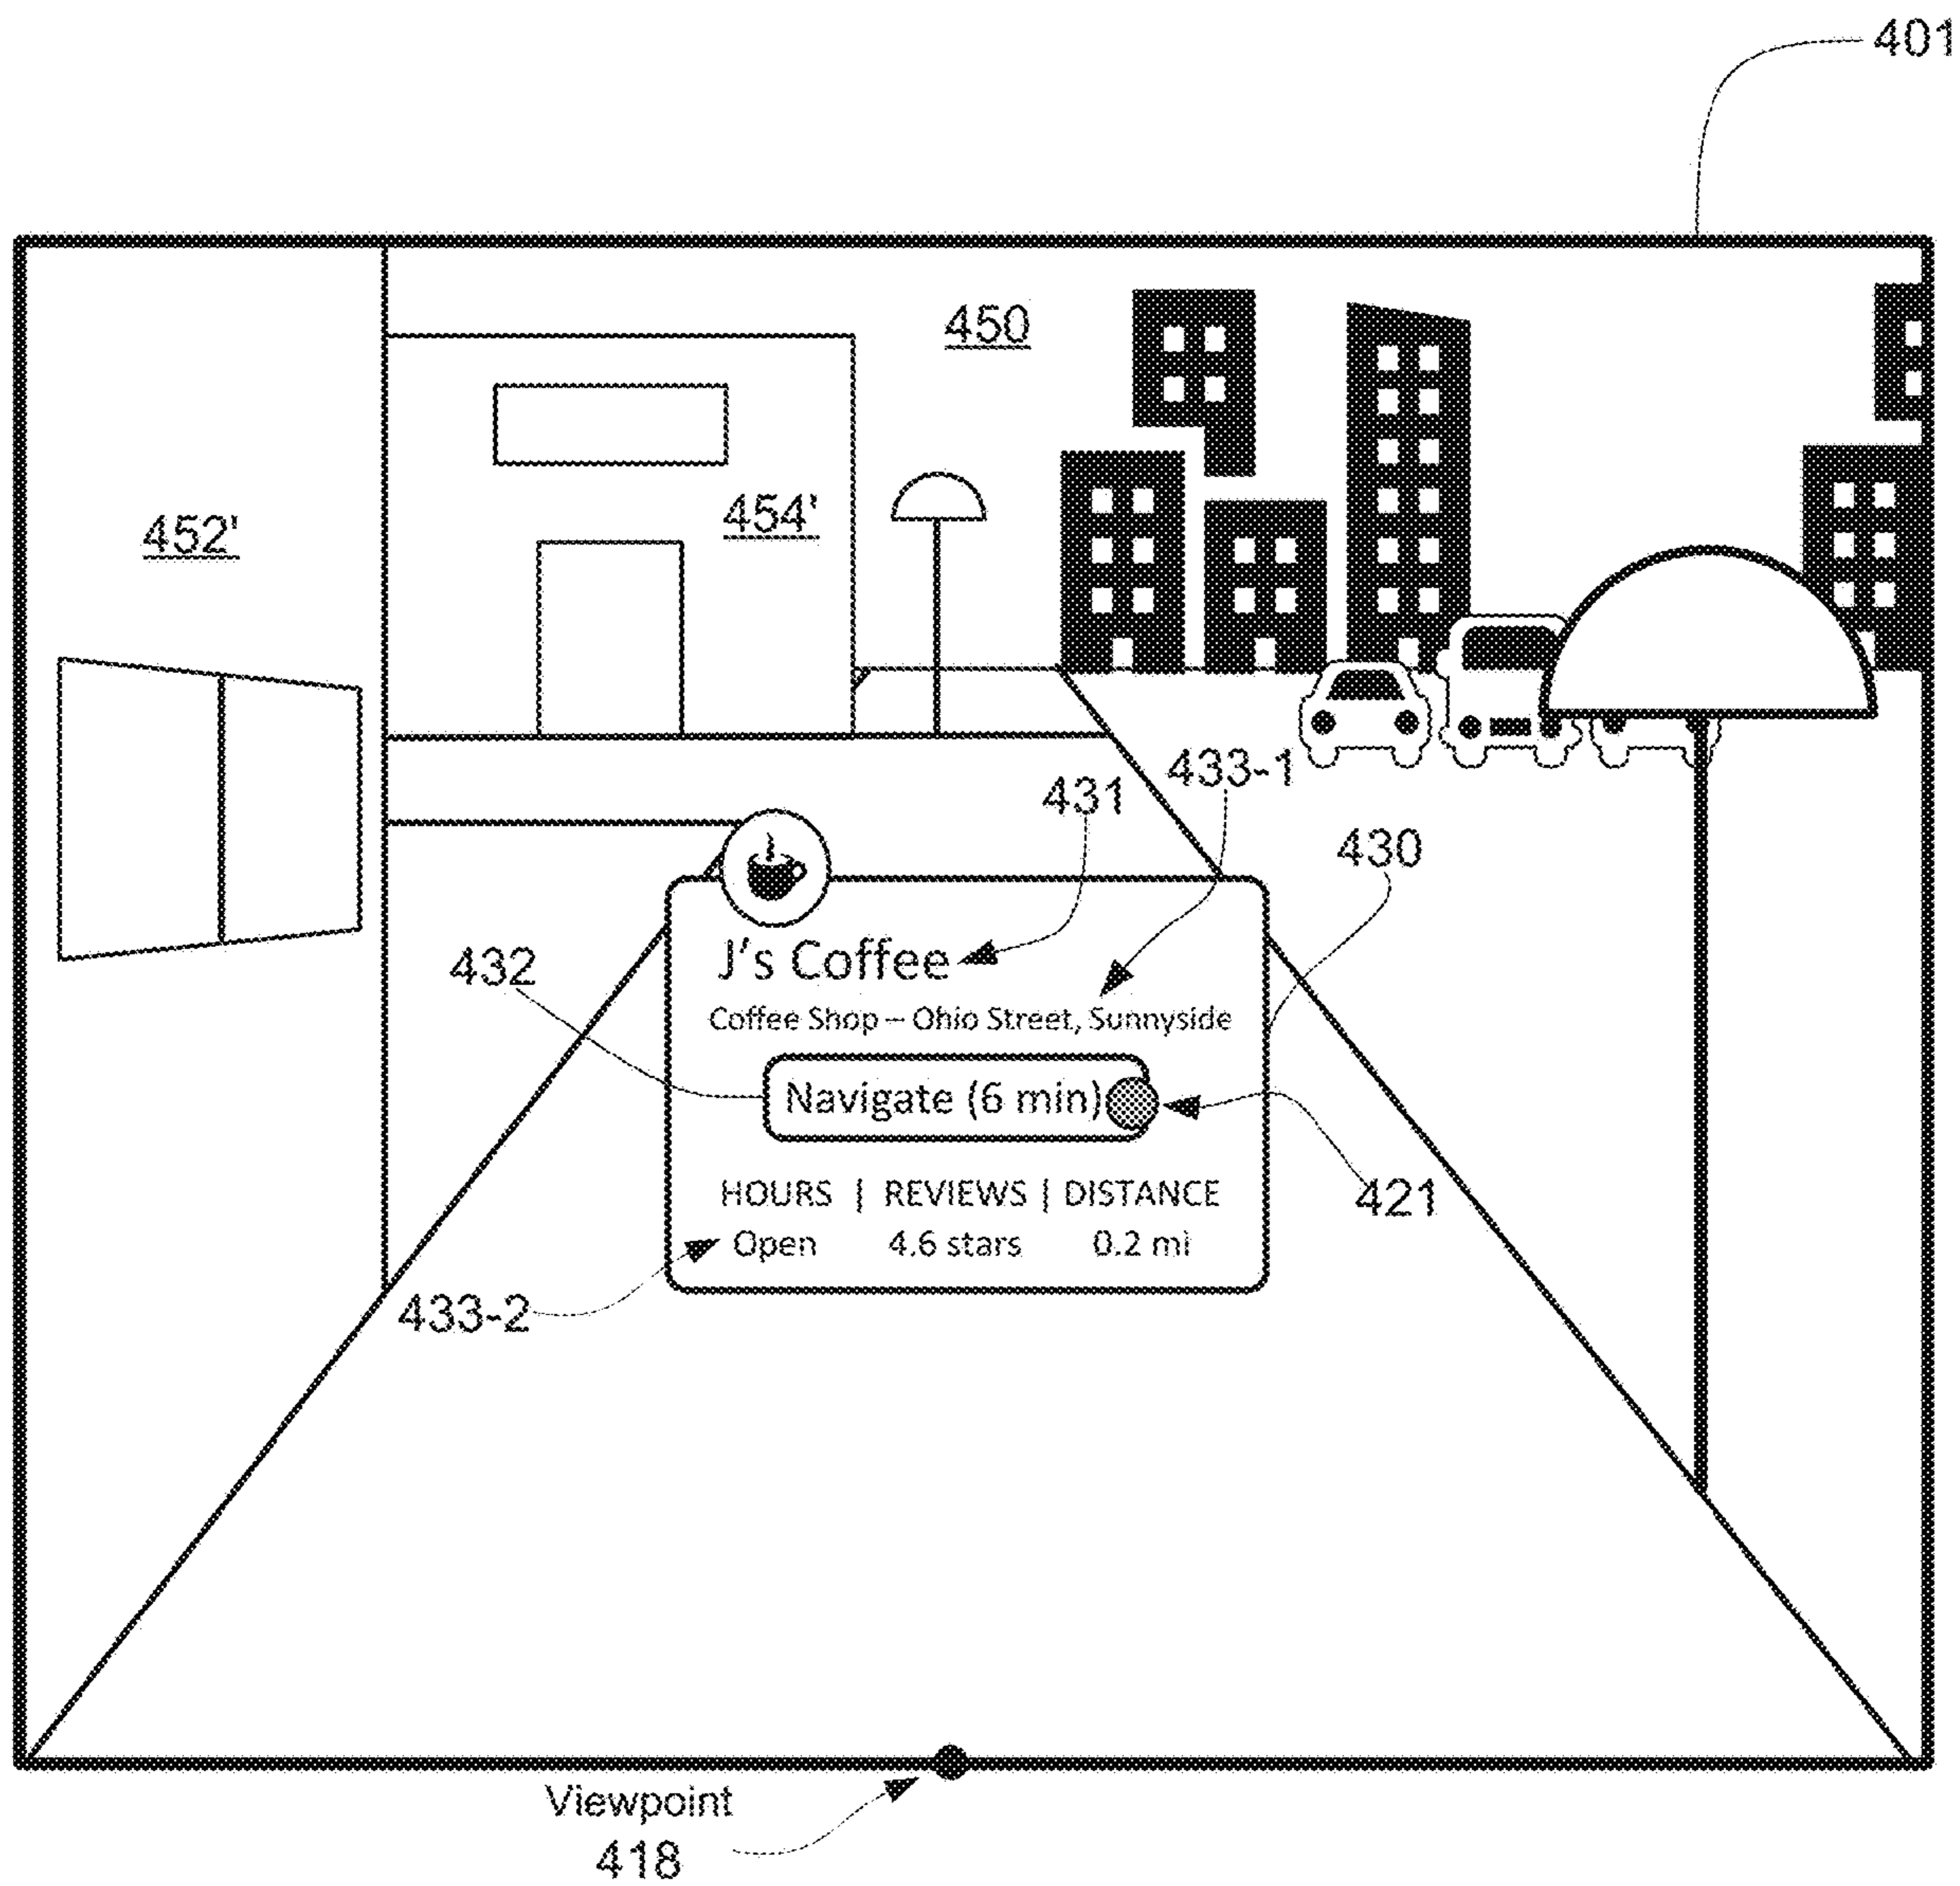 401
450
452'
454'
433-1
431
430
432
J's Coffee
Coffee Shop – Ohio Street, Sunnyside
Navigate (6 min)
421
HOURS | REVIEWS | DISTANCE
Open 4.6 stars 0.2 mi
433-2
Viewpoint
418